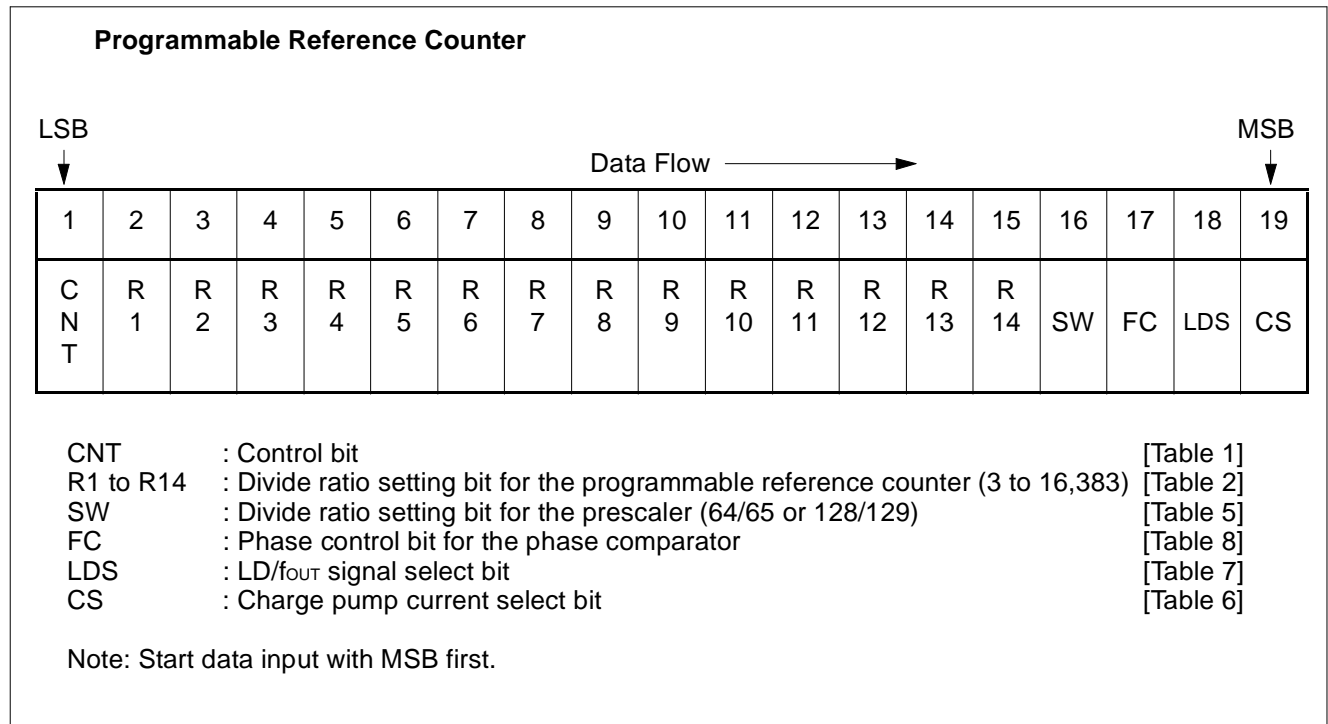 Programmable Reference Counter
LSB MSB
Data Flow
1 2 3 4 5 6 7 8 9 10 11 12 13 14 15 16 17 18 19
CNT R1 R2 R3 R4 R5 R6 R7 R8 R9 R10 R11 R12 R13 R14 SW FC LDS CS
CNT : Control bit [Table 1]
R1 to R14 : Divide ratio setting bit for the programmable reference counter (3 to 16,383) [Table 2]
SW : Divide ratio setting bit for the prescaler (64/65 or 128/129) [Table 5]
FC : Phase control bit for the phase comparator [Table 8]
LDS : LD/fOUT signal select bit [Table 7]
CS : Charge pump current select bit [Table 6]
Note: Start data input with MSB first.